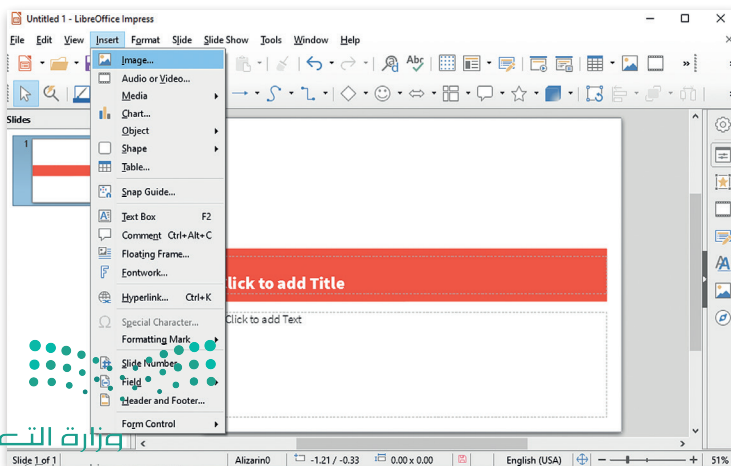 Untitled 1 - LibreOffice Impress
File Edit View Insert Format Slide Slide Show Tools Window Help
Image...
Audio or Video...
Media
Chart...
Object
Shape
Table...
Snap Guide...
Text Box F2
Comment Ctrl+Alt+C
Floating Frame...
Fontwork...
Hyperlink... Ctrl+K
Special Character...
Formatting Mark
Slide Number
Field
Header and Footer...
Form Control
Slides
1
lick to add Title
Click to add Text
وزارة التع
Slide 1 of 1 Alizarin0 -1.21 / -0.33 0.00 x 0.00 English (USA) 51%